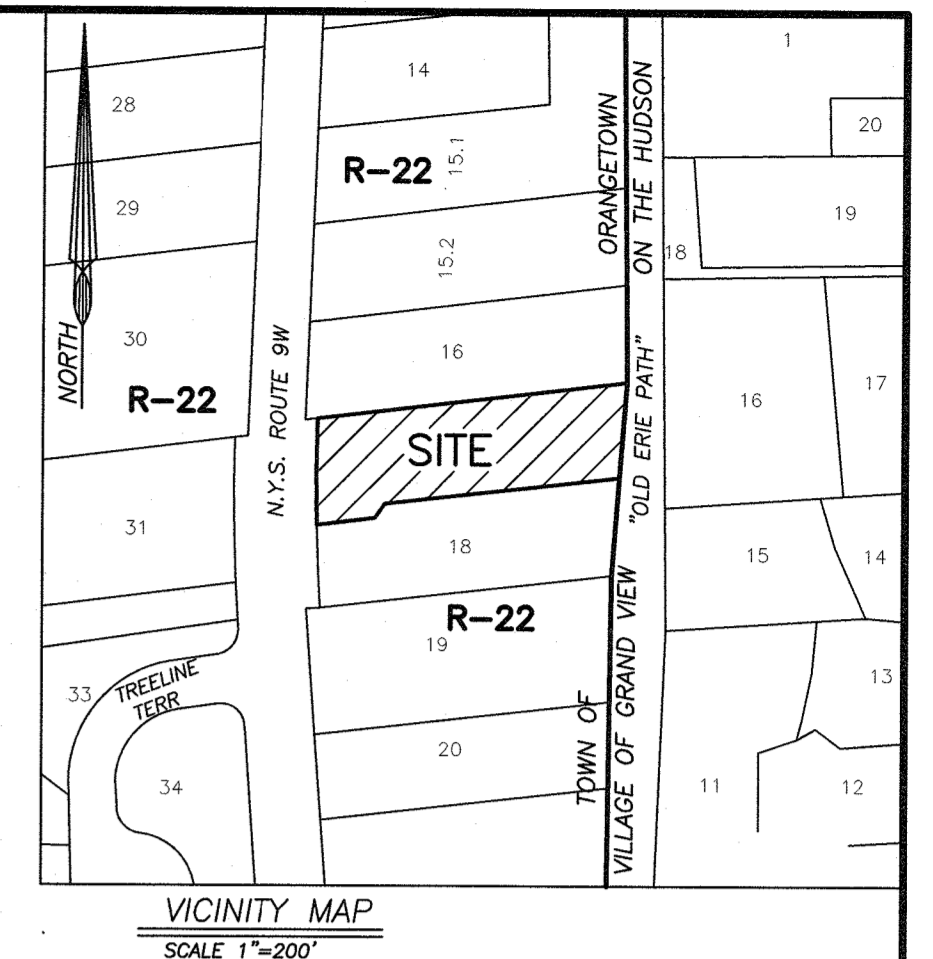 28
29
30
R-22
31
33
34
TREELINE
TERR
NORTH
N.Y.S. ROUTE 9W
14
R-22
15.1
15.2
16
SITE
18
R-22
19
20
TOWN OF
ORANGETOWN
VILLAGE OF GRAND VIEW
ON THE HUDSON
"OLD ERIE PATH"
1
20
19
18
17
16
15
14
13
12
11
VICINITY MAP
SCALE 1"=200'